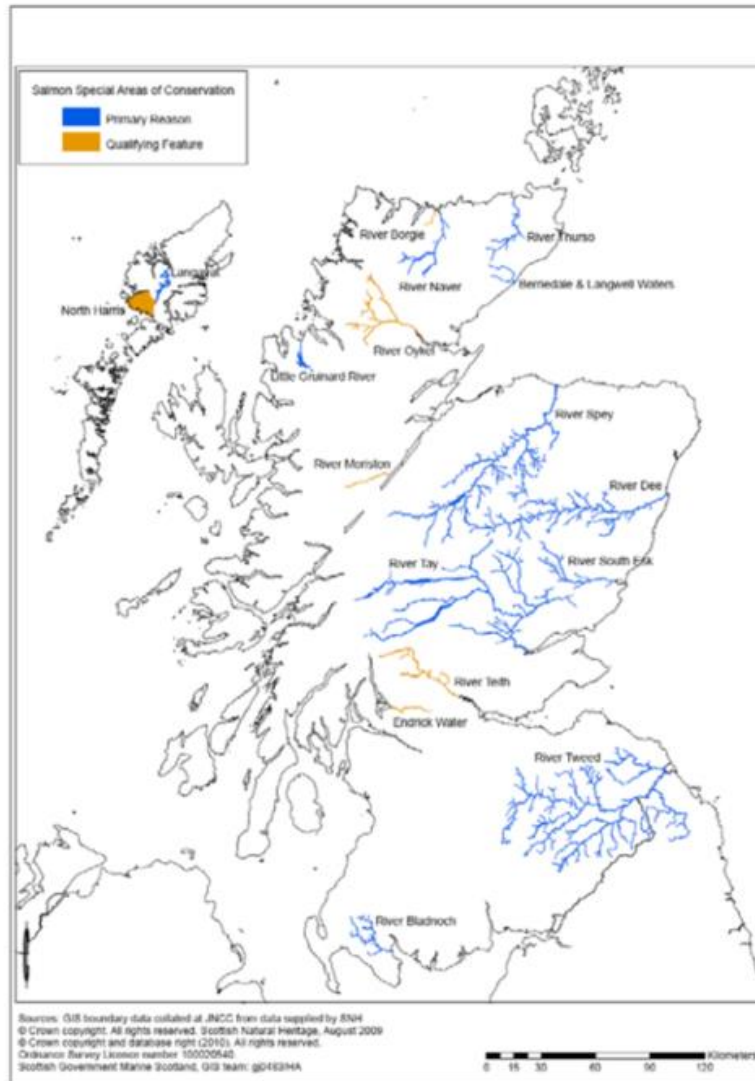 Salmon Special Areas of Conservation
Primary Reason
Qualifying Feature
River Borgie
River Thurso
Langavat
River Naver
Berriedale & Langwell Waters
North Harris
River Oykel
Little Gruinard River
River Spey
River Moriston
River Dee
River Tay
River South Esk
River Teith
Endrick Water
River Tweed
River Bladnoch
Sources: GIS boundary data collated at JNCC from data supplied by SNH
© Crown copyright. All rights reserved. Scottish Natural Heritage, August 2009
© Crown copyright and database right (2010). All rights reserved.
Ordnance Survey Licence number 100020540.
Scottish Government Marine Scotland, GIS team: gj0483HA
Kilometers
0 15 30 60 90 120